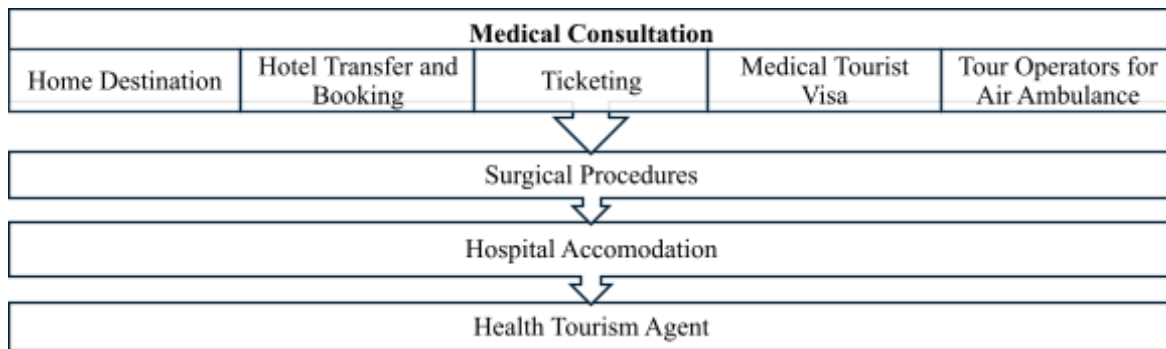 Medical Consultation
Home Destination
Hotel Transfer and
Booking
Ticketing
Medical Tourist
Visa
Tour Operators for
Air Ambulance
Surgical Procedures
Hospital Accomodation
Health Tourism Agent